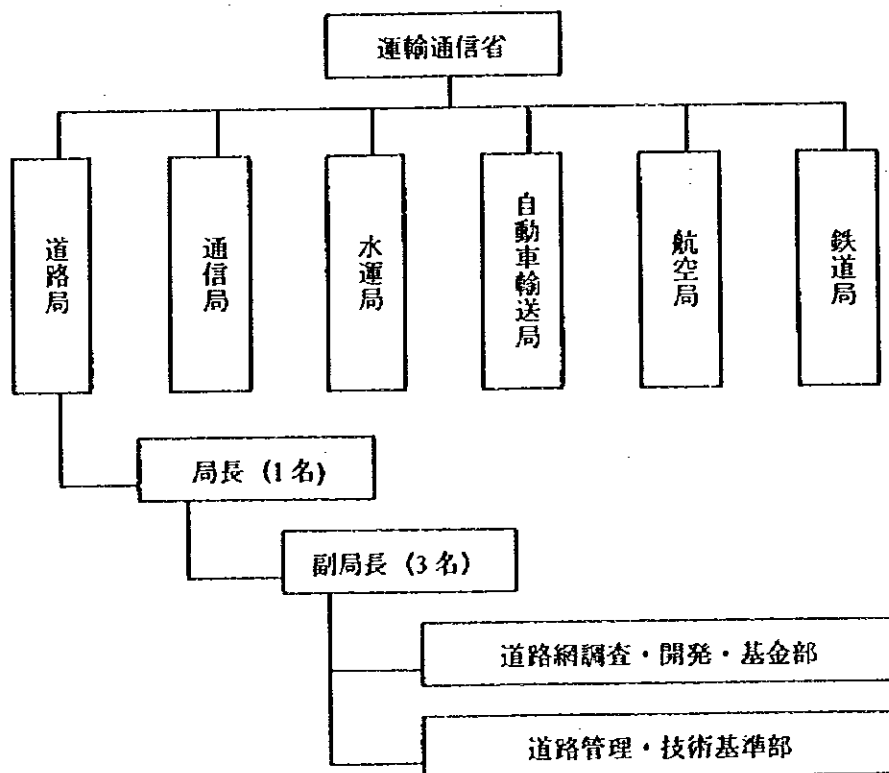 運輸通信省
道路局
通信局
水運局
自動車輸送局
航空局
鉄道局
局長 (1名)
副局長 (3名)
道路網調査・開発・基金部
道路管理・技術基準部